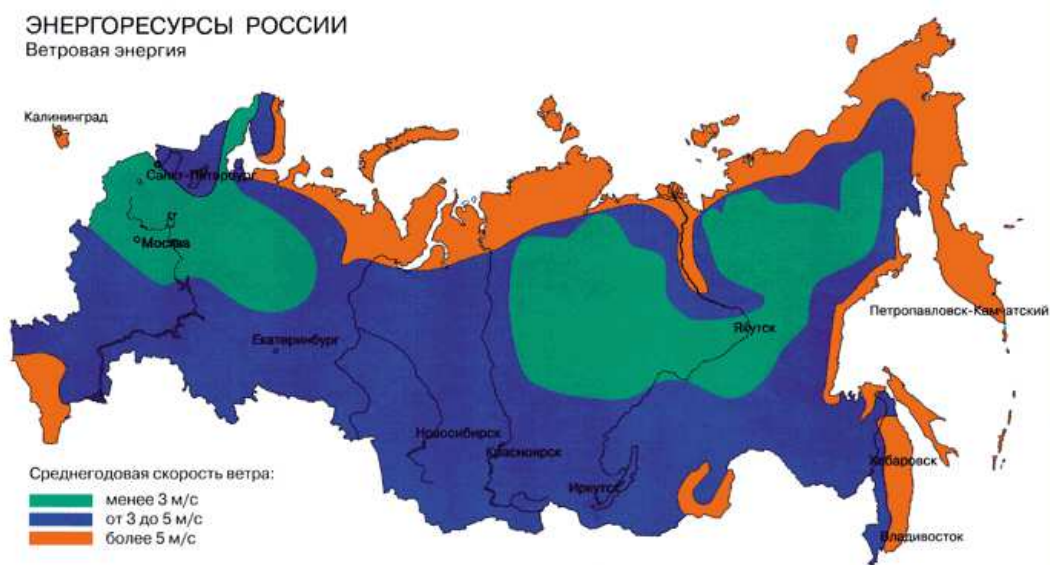 ЭНЕРГОРЕСУРСЫ РОССИИ
Ветровая энергия
Калининград
Санкт-Петербург
Москва
Петропавловск-Камчатский
Якутск
Екатеринбург
Новосибирск
Красноярск
Хабаровск
Иркутск
Владивосток
Среднегодовая скорость ветра:
менее 3 м/с
от 3 до 5 м/с
более 5 м/с